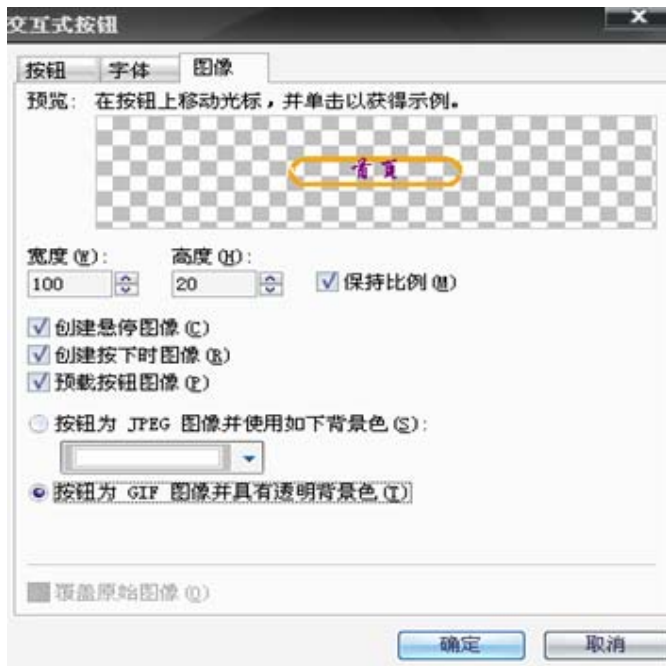 交互式按钮
按钮 字体 图像
预览: 在按钮上移动光标，并单击以获得示例。
首页
宽度(W): 高度(H):
100 20 保持比例(M)
创建悬停图像(C)
创建按下时图像(R)
预载按钮图像(P)
按钮为 JPEG 图像并使用如下背景色(S):
按钮为 GIF 图像并具有透明背景色(T)
覆盖原始图像(O)
确定 取消